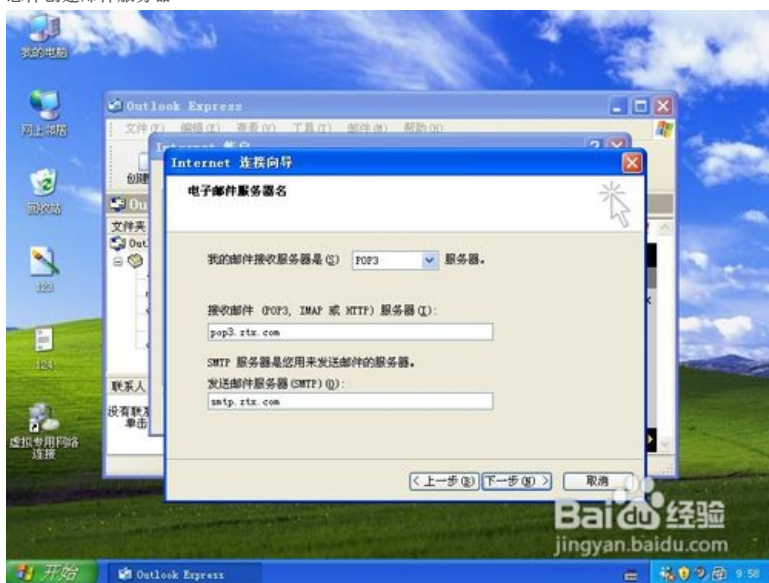 我的电脑
网上邻居
回收站
123
124
虚拟专用网络
连接
Outlook Express
文件(F) 编辑(E) 查看(V) 工具(T) 邮件(M) 帮助(H)
Internet 连接向导
电子邮件服务器名
文件夹
我的邮件接收服务器是(S) POP3 服务器。
接收邮件 (POP3, IMAP 或 HTTP) 服务器(I):
pop3.rtx.com
SMTP 服务器是您用来发送邮件的服务器。
发送邮件服务器(SMTP)(O):
smtp.rtx.com
联系人
< 上一步(B) 下一步(N) > 取消
Baidu 经验
jingyan.baidu.com
开始 Outlook Express 9:58